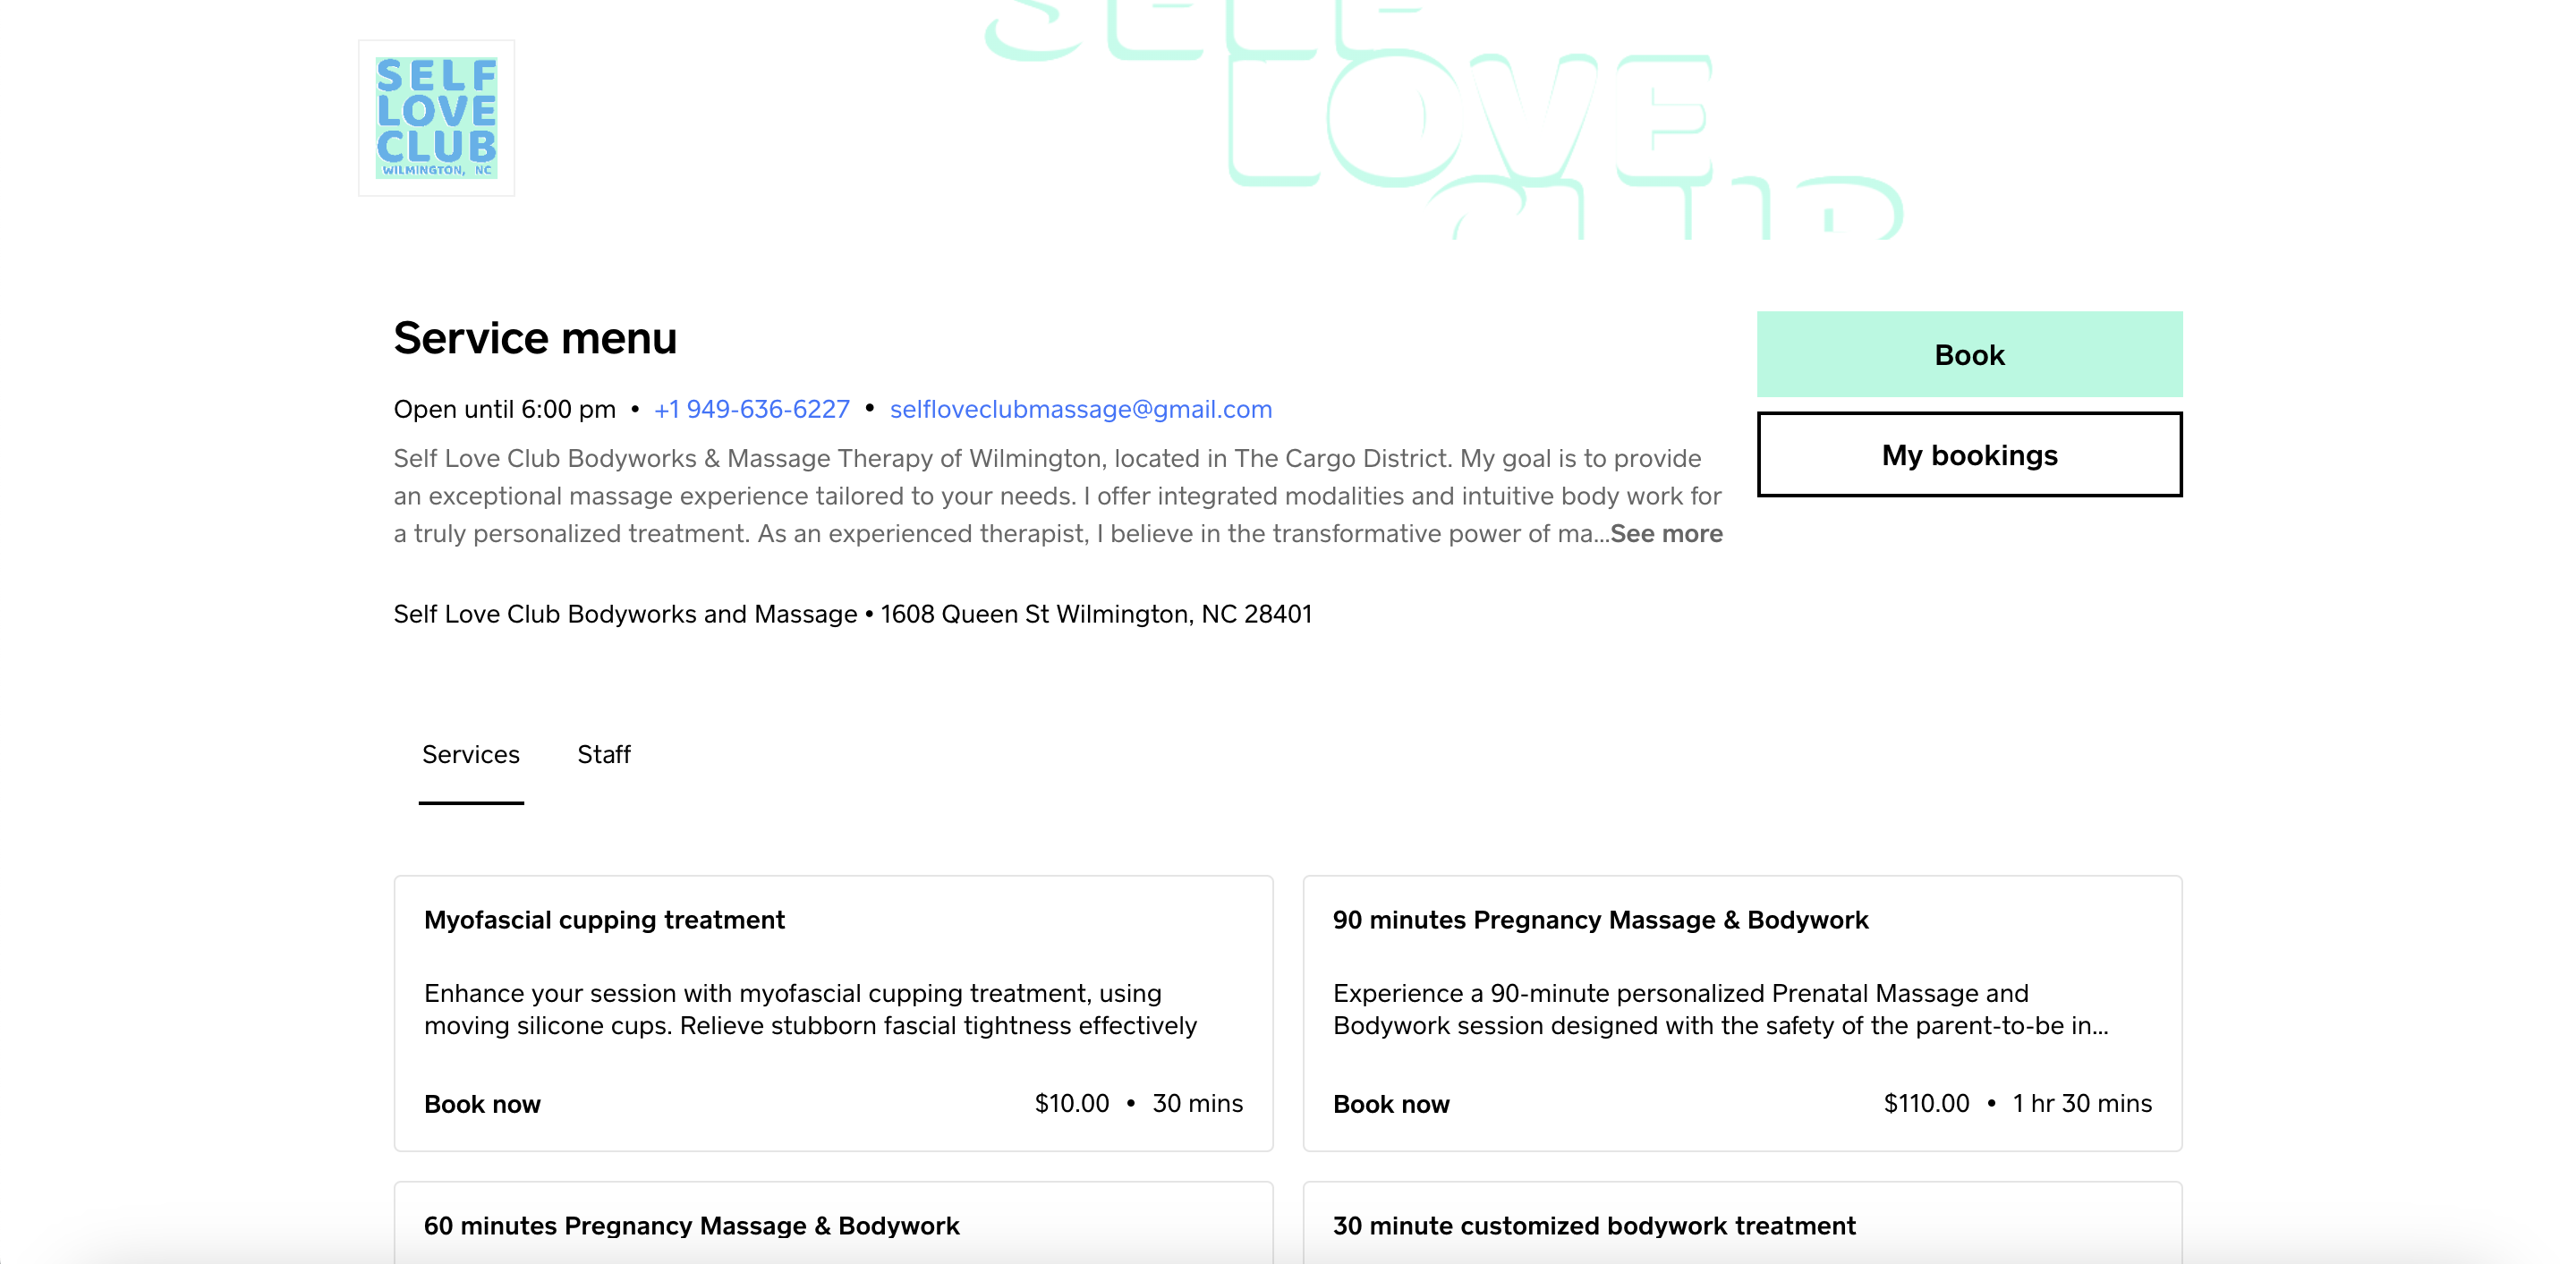 SELF
LOVE
CLUB
WILMINGTON, NC
SELF
LOVE
CLUB
Service menu
Book
Open until 6:00 pm • +1 949-636-6227 • selfloveclubmassage@gmail.com
My bookings
Self Love Club Bodyworks & Massage Therapy of Wilmington, located in The Cargo District. My goal is to provide
an exceptional massage experience tailored to your needs. I offer integrated modalities and intuitive body work for
a truly personalized treatment. As an experienced therapist, I believe in the transformative power of ma...See more
Self Love Club Bodyworks and Massage • 1608 Queen St Wilmington, NC 28401
Services Staff
Myofascial cupping treatment
Enhance your session with myofascial cupping treatment, using
moving silicone cups. Relieve stubborn fascial tightness effectively
Book now $10.00 • 30 mins
90 minutes Pregnancy Massage & Bodywork
Experience a 90-minute personalized Prenatal Massage and
Bodywork session designed with the safety of the parent-to-be in...
Book now $110.00 • 1 hr 30 mins
60 minutes Pregnancy Massage & Bodywork
30 minute customized bodywork treatment